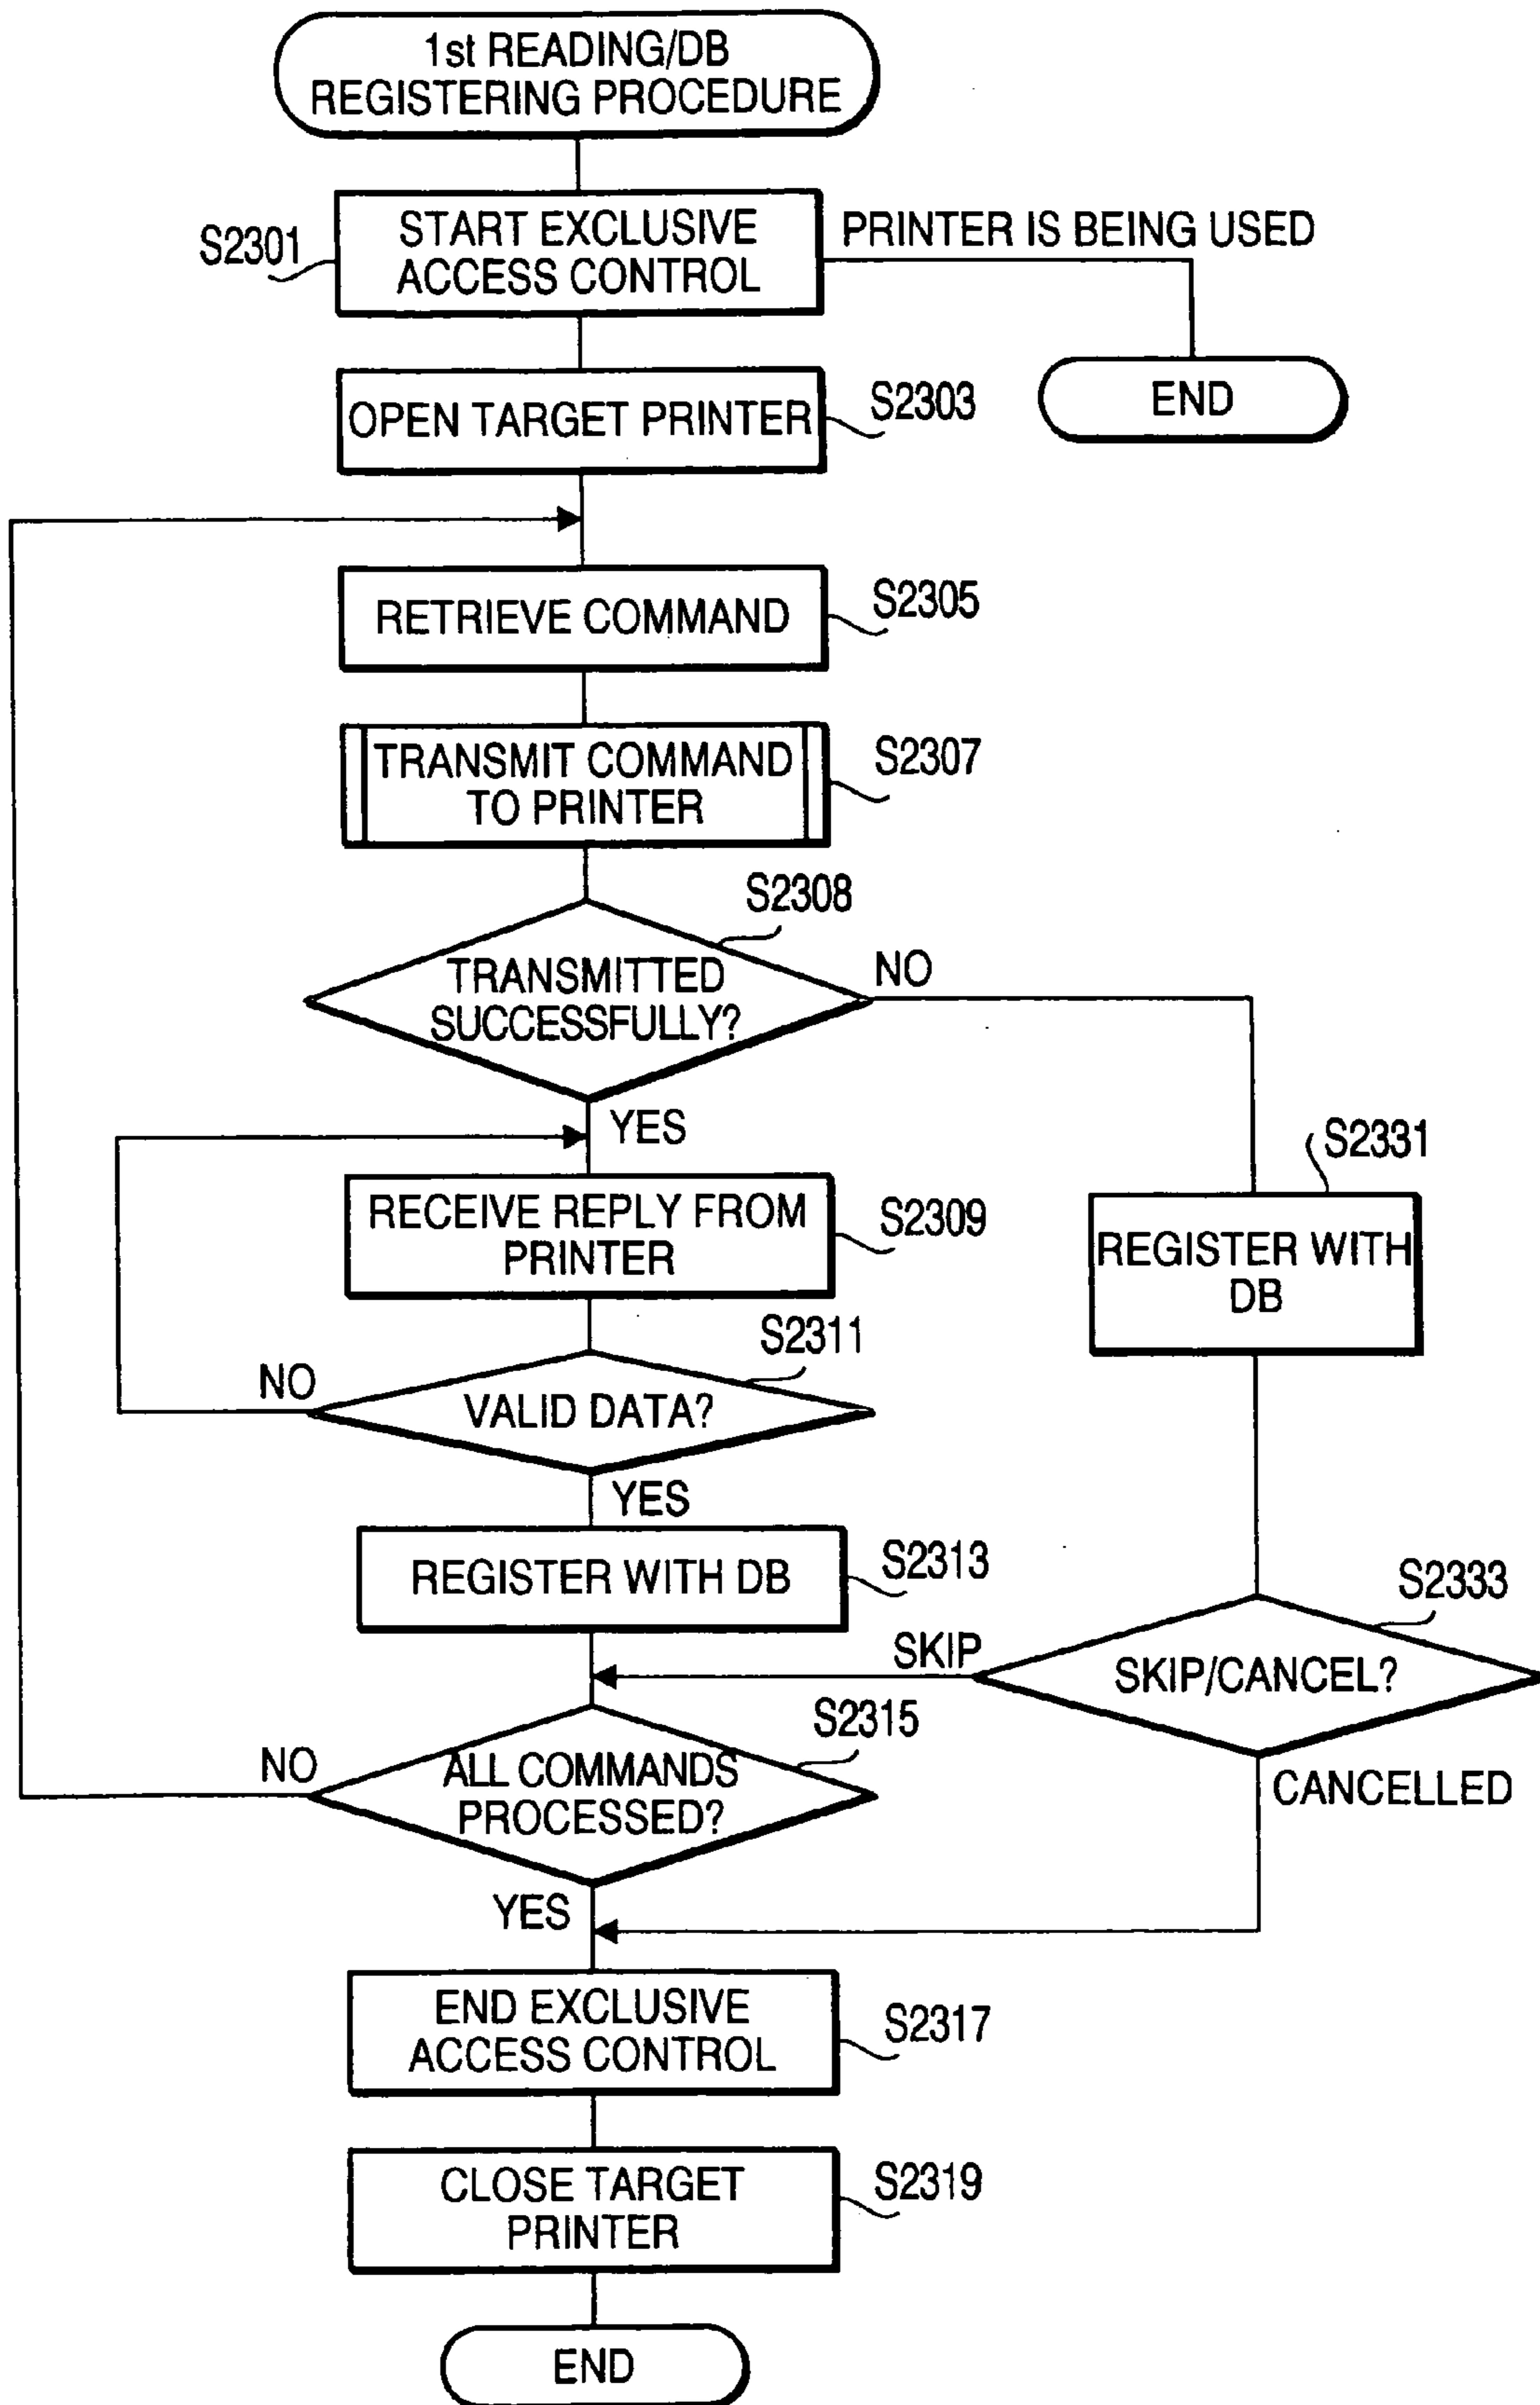 1st READING/DB
REGISTERING PROCEDURE
S2301
START EXCLUSIVE
ACCESS CONTROL
PRINTER IS BEING USED
END
OPEN TARGET PRINTER
S2303
RETRIEVE COMMAND
S2305
TRANSMIT COMMAND
TO PRINTER
S2307
S2308
TRANSMITTED
SUCCESSFULLY?
NO
YES
S2331
RECEIVE REPLY FROM
PRINTER
S2309
REGISTER WITH
DB
S2311
NO
VALID DATA?
YES
REGISTER WITH DB
S2313
S2333
SKIP
SKIP/CANCEL?
S2315
NO
ALL COMMANDS
PROCESSED?
CANCELLED
YES
END EXCLUSIVE
ACCESS CONTROL
S2317
CLOSE TARGET
PRINTER
S2319
END